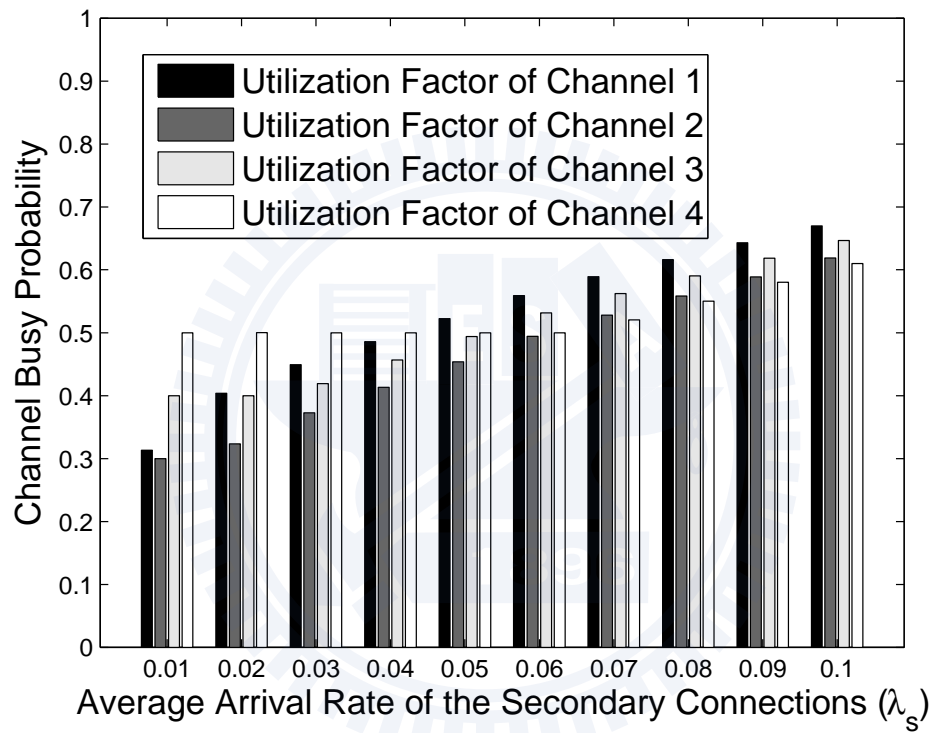 1
0.9
0.8
0.7
0.6
0.5
0.4
0.3
0.2
0.1
0
Channel Busy Probability
Utilization Factor of Channel 1
Utilization Factor of Channel 2
Utilization Factor of Channel 3
Utilization Factor of Channel 4
0.01 0.02 0.03 0.04 0.05 0.06 0.07 0.08 0.09 0.1
Average Arrival Rate of the Secondary Connections (λs)